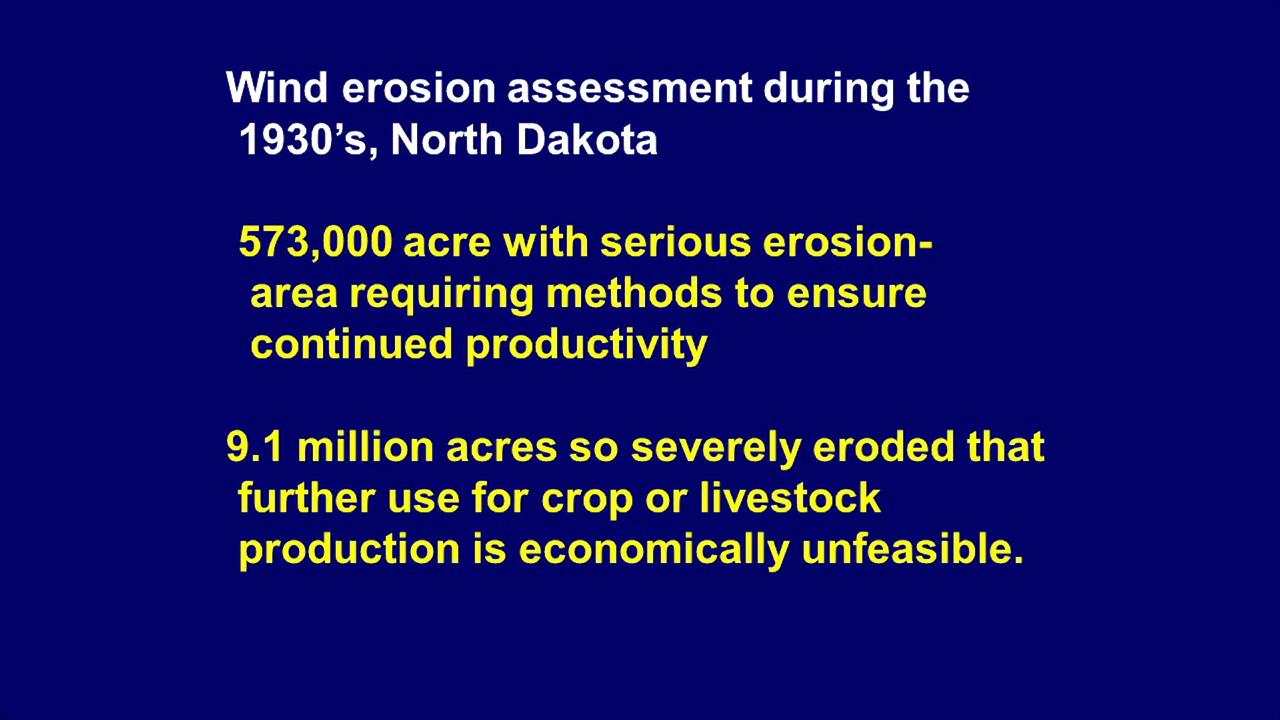 Wind erosion assessment during the
1930’s, North Dakota
573,000 acre with serious erosion-
area requiring methods to ensure
continued productivity
9.1 million acres so severely eroded that
further use for crop or livestock
production is economically unfeasible.